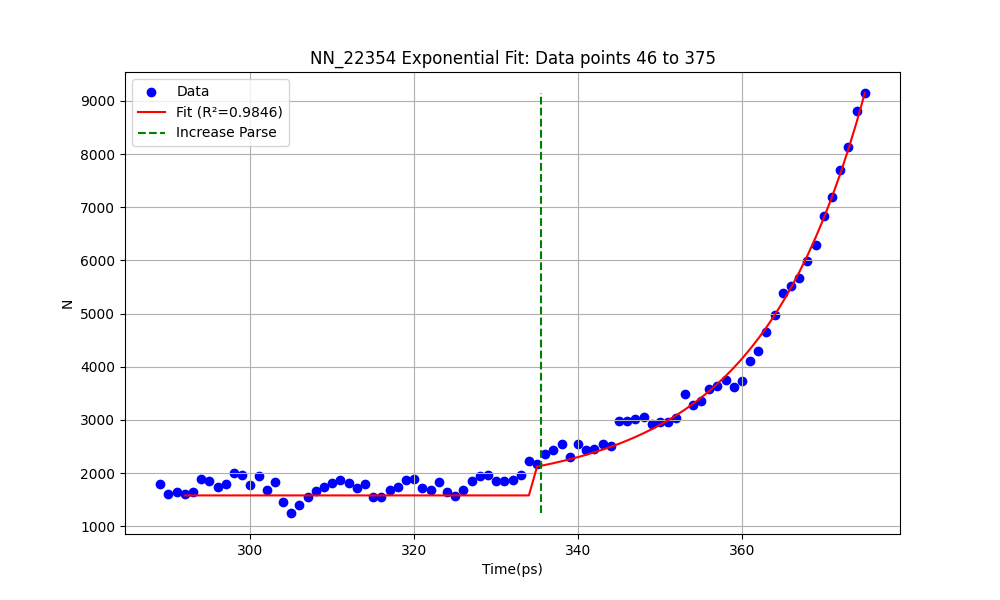 NN_22354 Exponential Fit: Data points 46 to 375
Data
Fit (R²=0.9846)
Increase Parse
9000
8000
7000
6000
5000
4000
3000
2000
1000
N
300
320
340
360
Time(ps)